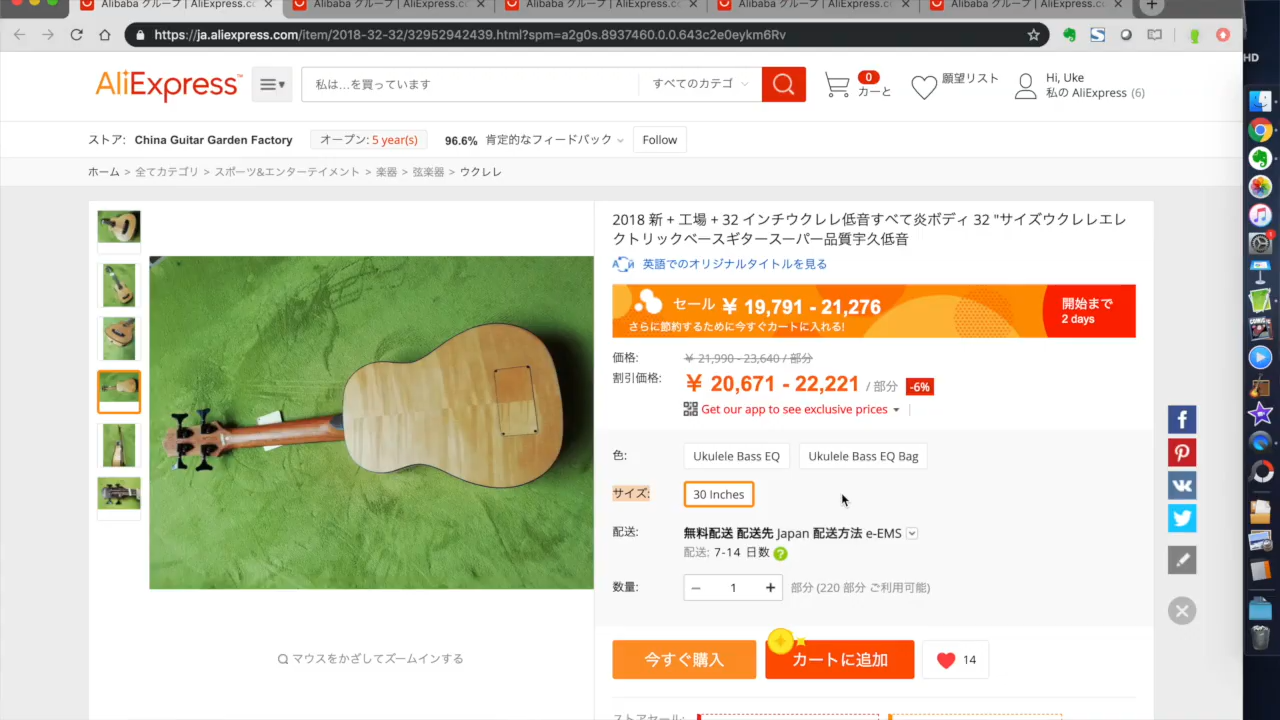 Alibaba グループ | AliExpress.co
Alibaba グループ | AliExpress.co
Alibaba グループ | AliExpress.co
Alibaba グループ | AliExpress.co
Alibaba グループ | AliExpress.co
https://ja.aliexpress.com/item/2018-32-32/32952942439.html?spm=a2g0s.8937460.0.0.643c2e0eykm6Rv
HD
AliExpress™
私は...を買っています
すべてのカテゴ
0
カーと
願望リスト
Hi, Uke
私の AliExpress (6)
ストア: China Guitar Garden Factory
オープン: 5 year(s)
96.6% 肯定的なフィードバック
Follow
ホーム > 全てカテゴリ > スポーツ&エンターテイメント > 楽器 > 弦楽器 > ウクレレ
2018 新 + 工場 + 32 インチウクレレ低音すべて炎ボディ 32 "サイズウクレレエレ
クトリックベースギタースーパー品質宇久低音
英語でのオリジナルタイトルを見る
セール ¥ 19,791 - 21,276
さらに節約するために今すぐカートに入れる!
開始まで
2 days
価格: ¥ 21,990 - 23,640 / 部分
割引価格: ¥ 20,671 - 22,221 / 部分 -6%
Get our app to see exclusive prices
色: Ukulele Bass EQ Ukulele Bass EQ Bag
サイズ: 30 Inches
配送: 無料配送 配送先 Japan 配送方法 e-EMS
配送: 7-14 日数
数量: 1 部分 (220 部分 ご利用可能)
マウスをかざしてズームインする
今すぐ購入
カートに追加
14
ストアセール: